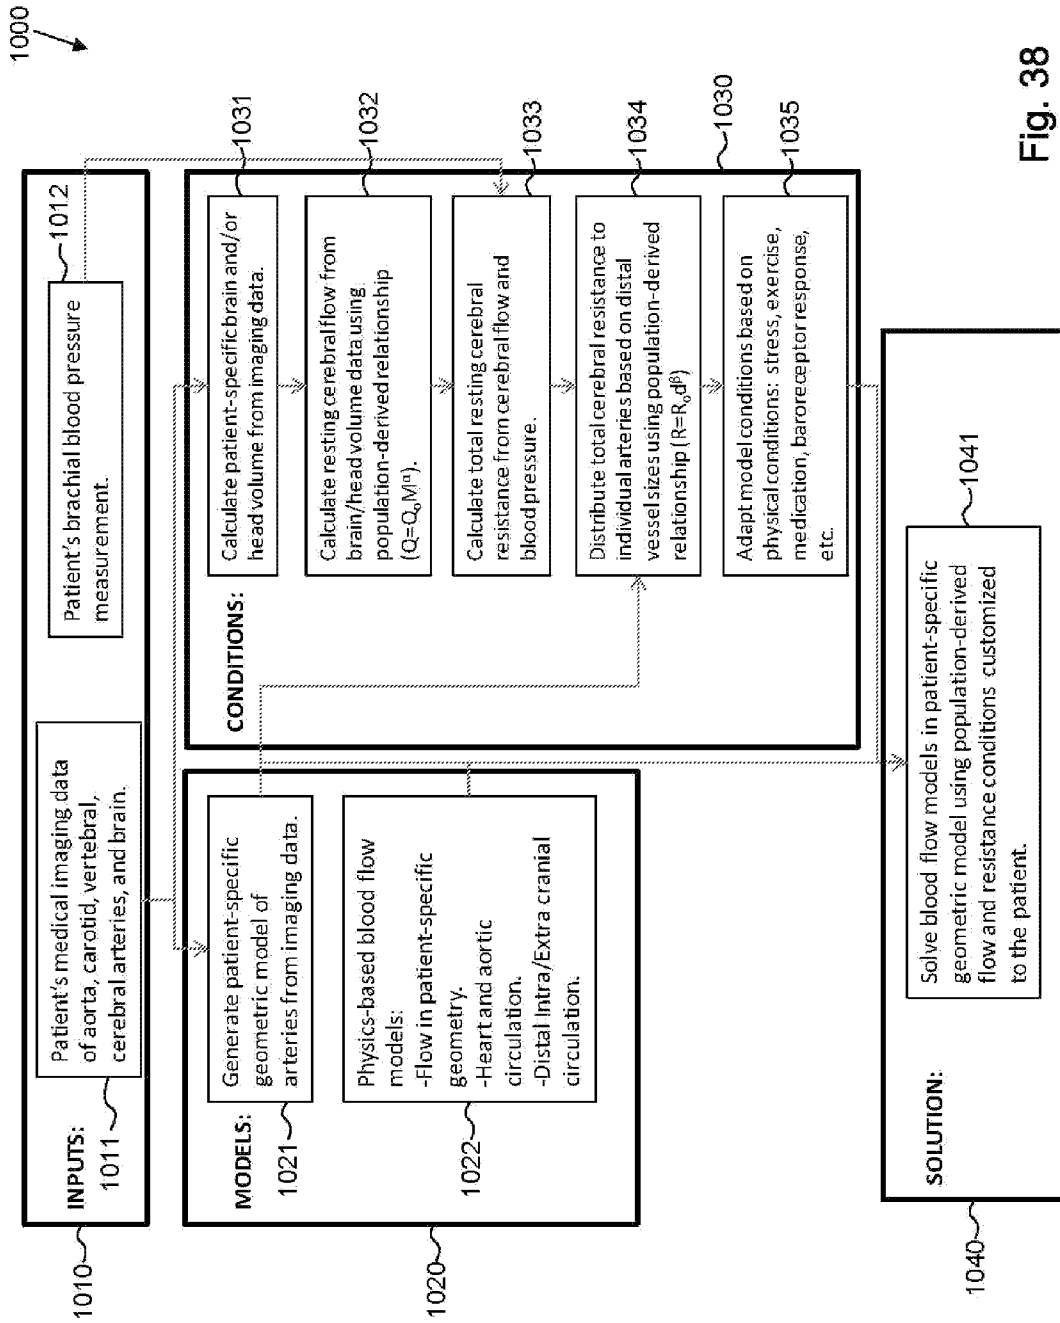 1000
INPUTS:
1010
Patient's medical imaging data
of aorta, carotid, vertebral,
cerebral arteries, and brain.
1011
Patient's brachial blood pressure
measurement.
1012
MODELS:
1020
Generate patient-specific
geometric model of
arteries from imaging data.
1021
Physics-based blood flow
models:
-Flow in patient-specific
geometry.
-Heart and aortic
circulation.
-Distal Intra/Extra cranial
circulation.
1022
CONDITIONS:
1030
Calculate patient-specific brain and/or
head volume from imaging data.
1031
Calculate resting cerebral flow from
brain/head volume data using
population-derived relationship
(Q=QₒMᵅ).
1032
Calculate total resting cerebral
resistance from cerebral flow and
blood pressure.
1033
Distribute total cerebral resistance to
individual arteries based on distal
vessel sizes using population-derived
relationship (R=Rₒdᵝ)
1034
Adapt model conditions based on
physical conditions: stress, exercise,
medication, baroreceptor response,
etc.
1035
SOLUTION:
1040
Solve blood flow models in patient-specific
geometric model using population-derived
flow and resistance conditions customized
to the patient.
1041
Fig. 38